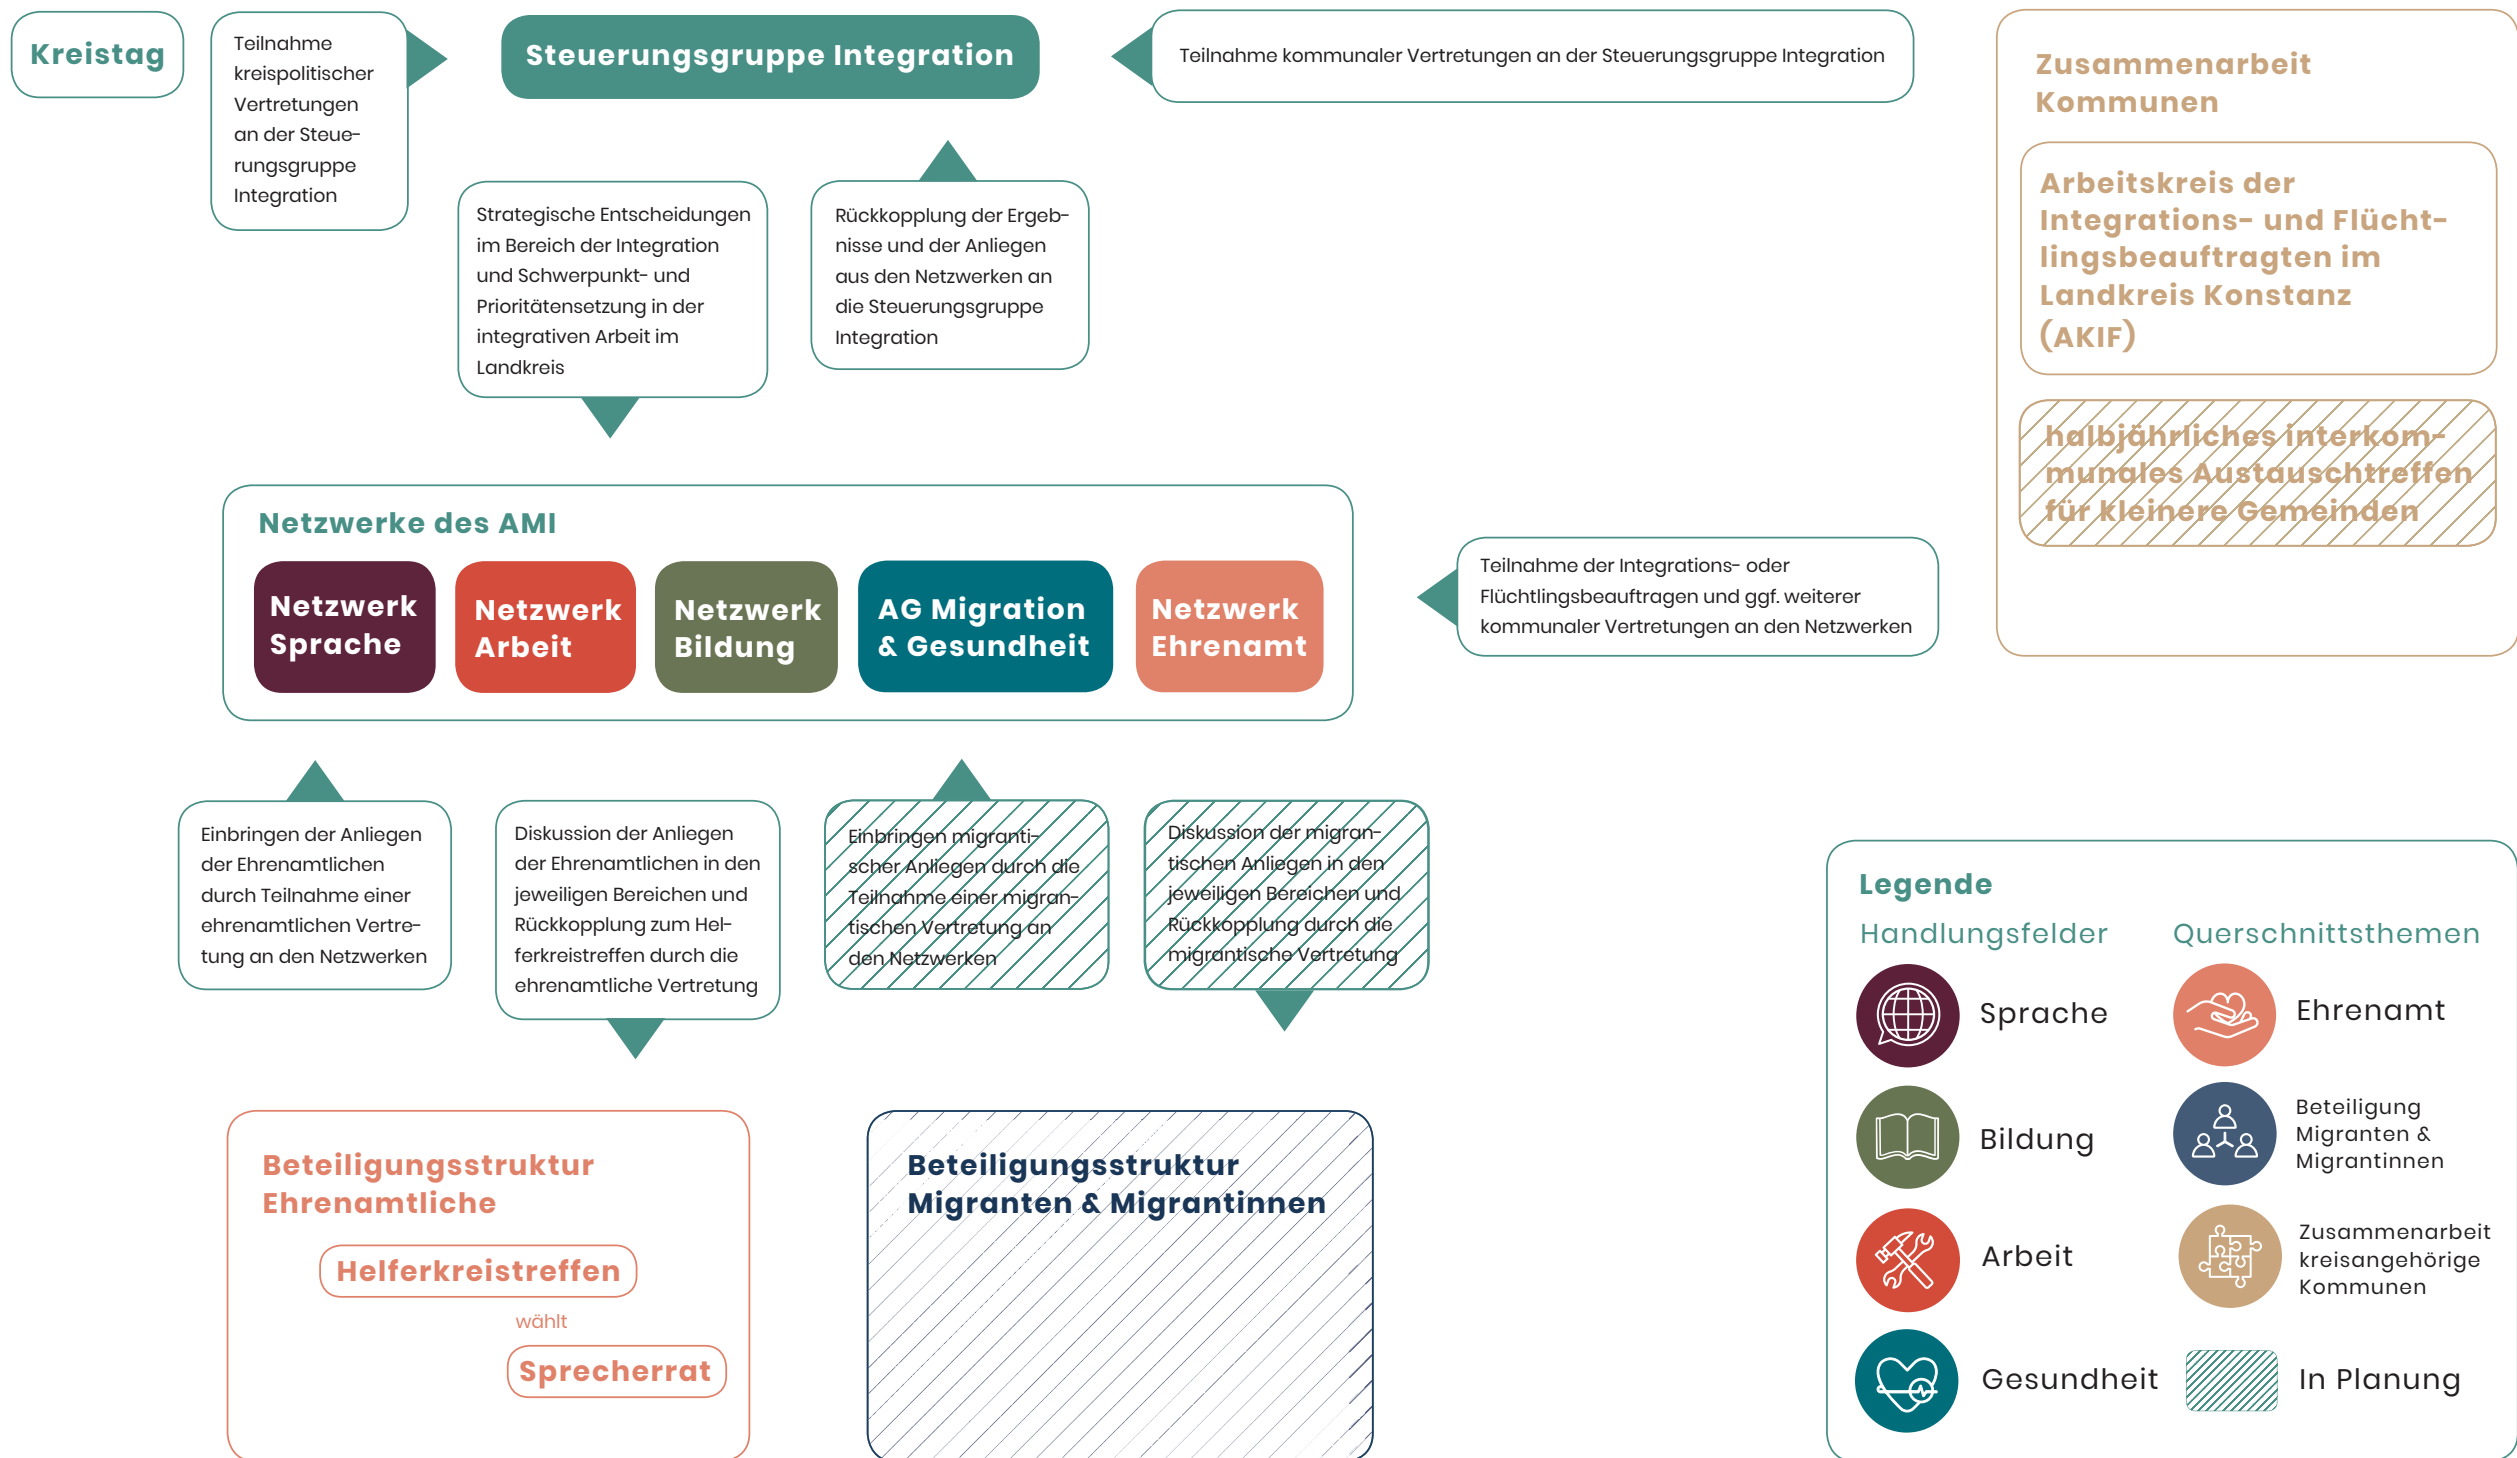 Kreistag
Teilnahme
kreispolitischer
Vertretungen
an der Steue-
rungsgruppe
Integration
Steuerungsgruppe Integration
Teilnahme kommunaler Vertretungen an der Steuerungsgruppe Integration
Strategische Entscheidungen
im Bereich der Integration
und Schwerpunkt- und
Prioritätensetzung in der
integrativen Arbeit im
Landkreis
Rückkopplung der Ergeb-
nisse und der Anliegen
aus den Netzwerken an
die Steuerungsgruppe
Integration
Zusammenarbeit
Kommunen
Arbeitskreis der
Integrations- und Flücht-
lingsbeauftragten im
Landkreis Konstanz
(AKIF)
halbjährliches interkom-
munales Austauschtreffen
für kleinere Gemeinden
Netzwerke des AMI
Netzwerk
Sprache
Netzwerk
Arbeit
Netzwerk
Bildung
AG Migration
& Gesundheit
Netzwerk
Ehrenamt
Teilnahme der Integrations- oder
Flüchtlingsbeauftragen und ggf. weiterer
kommunaler Vertretungen an den Netzwerken
Einbringen der Anliegen
der Ehrenamtlichen
durch Teilnahme einer
ehrenamtlichen Vertre-
tung an den Netzwerken
Diskussion der Anliegen
der Ehrenamtlichen in den
jeweiligen Bereichen und
Rückkopplung zum Hel-
ferkreistreffen durch die
ehrenamtliche Vertretung
Einbringen migranti-
scher Anliegen durch die
Teilnahme einer migran-
tischen Vertretung an
den Netzwerken
Diskussion der migran-
tischen Anliegen in den
jeweiligen Bereichen und
Rückkopplung durch die
migrantische Vertretung
Beteiligungsstruktur
Ehrenamtliche
Helferkreistreffen
wählt
Sprecherrat
Beteiligungsstruktur
Migranten & Migrantinnen
Legende
Handlungsfelder
Sprache
Bildung
Arbeit
Gesundheit
Querschnittsthemen
Ehrenamt
Beteiligung
Migranten &
Migrantinnen
Zusammenarbeit
kreisangehörige
Kommunen
In Planung